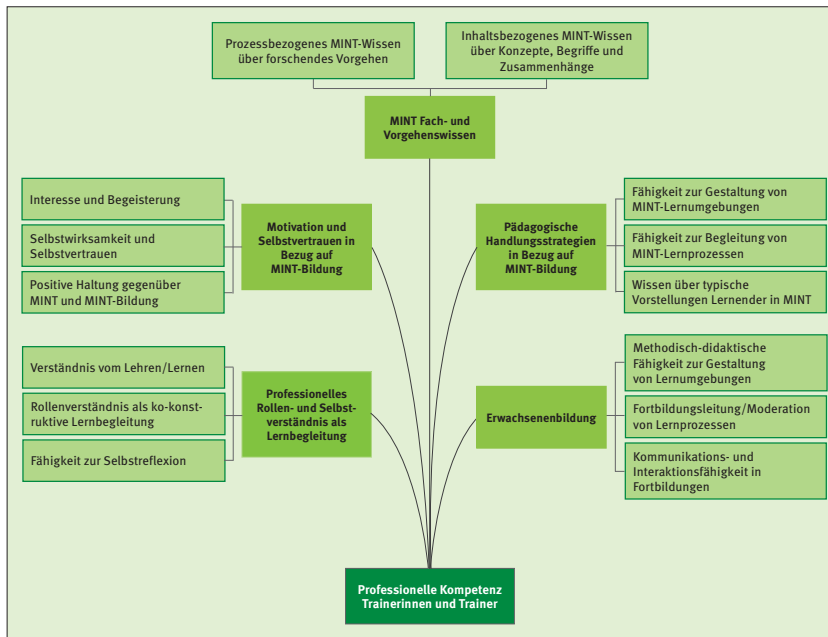 Prozessbezogenes MINT-Wissen
über forschendes Vorgehen
Inhaltsbezogenes MINT-Wissen
über Konzepte, Begriffe und
Zusammenhänge
MINT Fach- und
Vorgehenswissen
Interesse und Begeisterung
Selbstwirksamkeit und
Selbstvertrauen
Positive Haltung gegenüber
MINT und MINT-Bildung
Motivation und
Selbstvertrauen in
Bezug auf
MINT-Bildung
Pädagogische
Handlungsstrategien
in Bezug auf
MINT-Bildung
Fähigkeit zur Gestaltung von
MINT-Lernumgebungen
Fähigkeit zur Begleitung von
MINT-Lernprozessen
Wissen über typische
Vorstellungen Lernender in MINT
Verständnis vom Lehren/Lernen
Rollenverständnis als ko-konst-
ruktive Lernbegleitung
Fähigkeit zur Selbstreflexion
Professionelles
Rollen- und Selbst-
verständnis als
Lernbegleitung
Erwachsenenbildung
Methodisch-didaktische
Fähigkeit zur Gestaltung
von Lernumgebungen
Fortbildungsleitung/Moderation
von Lernprozessen
Kommunikations- und
Interaktionsfähigkeit in
Fortbildungen
Professionelle Kompetenz
Trainerinnen und Trainer